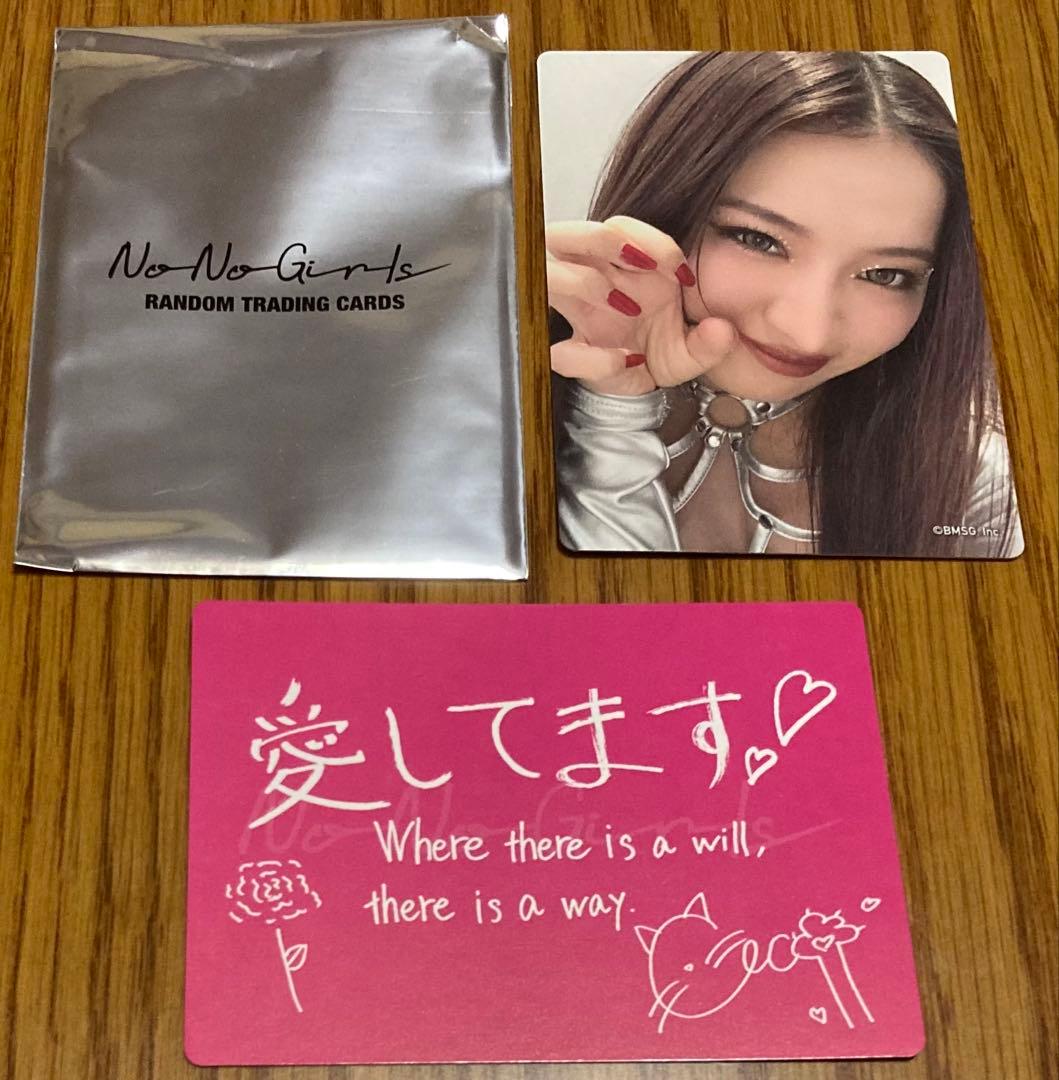 No No Girls
RANDOM TRADING CARDS
©BMSG Inc.
愛してます
No No Girls
Where there is a will,
there is a way.